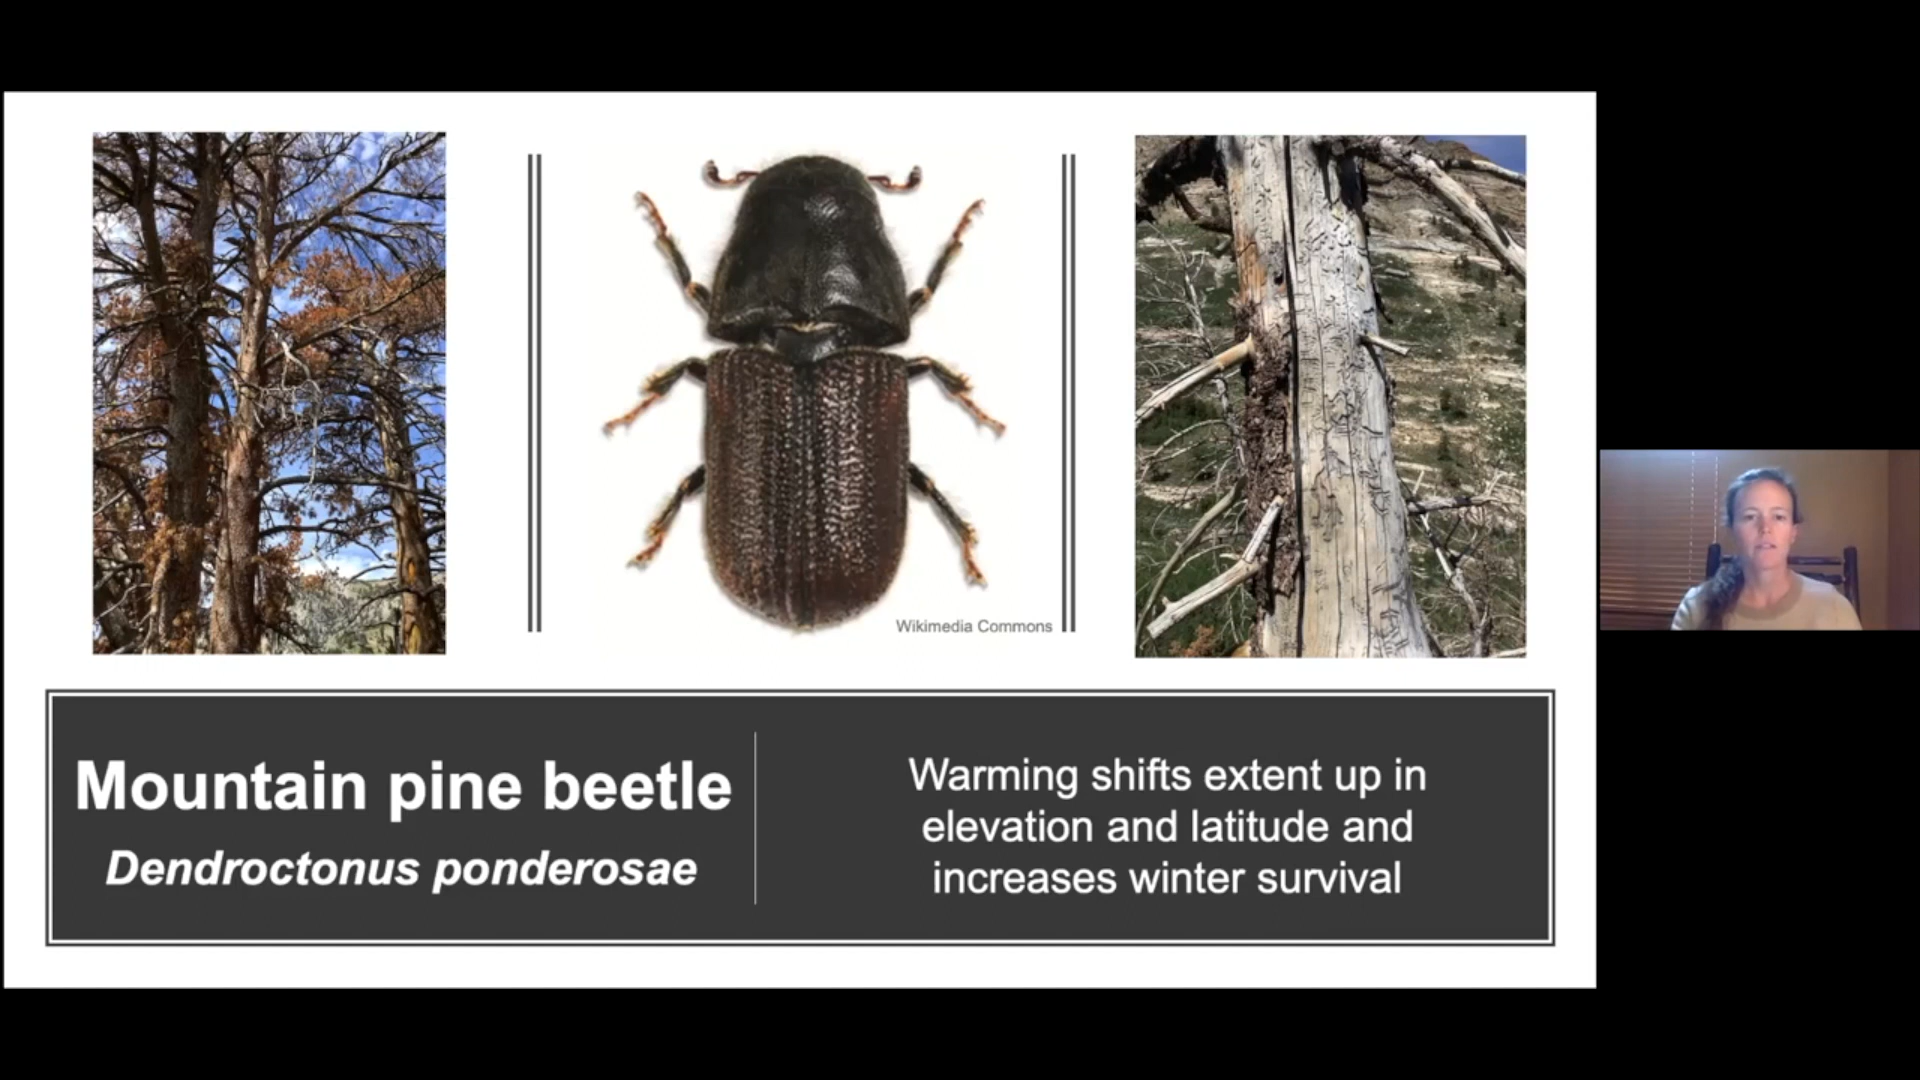 Wikimedia Commons
Mountain pine beetle
Dendroctonus ponderosae
Warming shifts extent up in
elevation and latitude and
increases winter survival